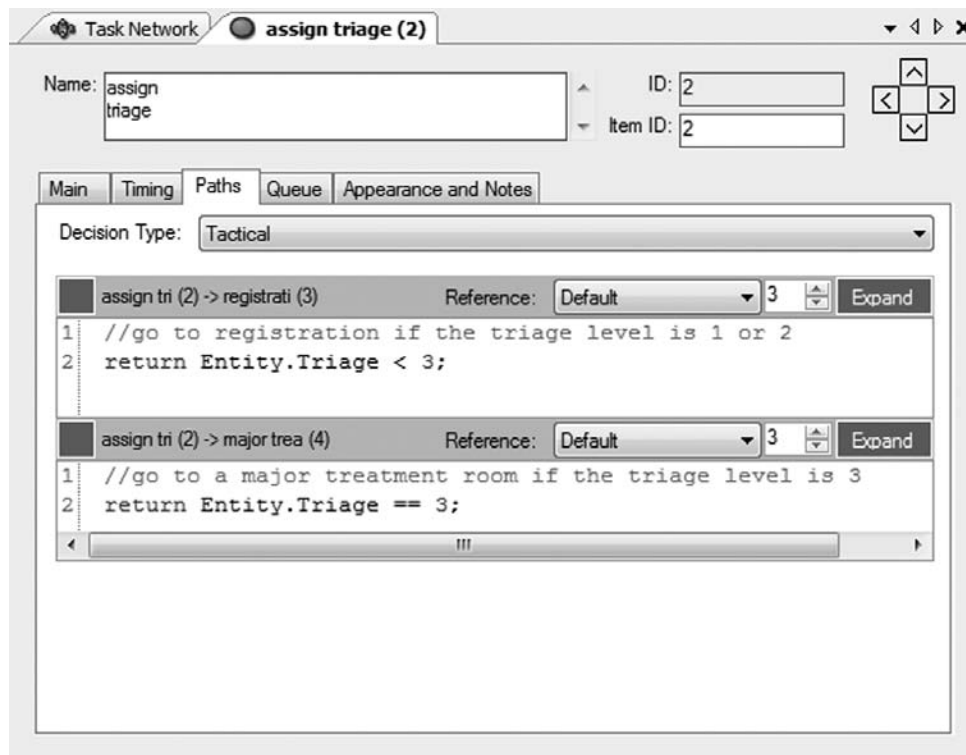 Task Network assign triage (2)
Name: assign triage ID: 2
Item ID: 2
Main Timing Paths Queue Appearance and Notes
Decision Type: Tactical
assign tri (2) -> registrati (3) Reference: Default 3 Expand
1 //go to registration if the triage level is 1 or 2
2 return Entity.Triage < 3;
assign tri (2) -> major trea (4) Reference: Default 3 Expand
1 //go to a major treatment room if the triage level is 3
2 return Entity.Triage == 3;